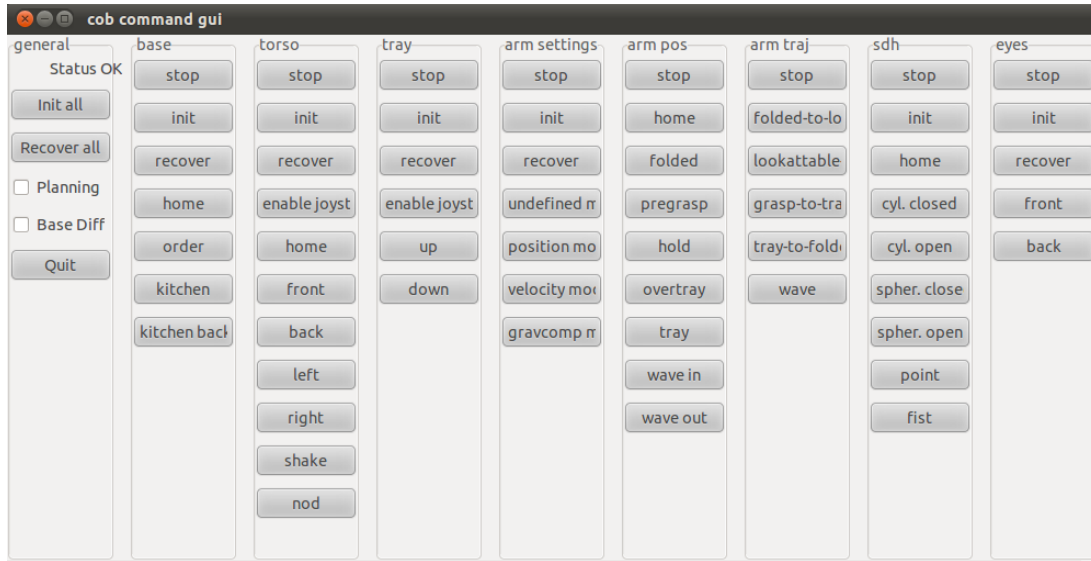 cob command gui
general
Status OK
Init all
Recover all
Planning
Base Diff
Quit
base
stop
init
recover
home
order
kitchen
kitchen back
torso
stop
init
recover
enable joyst
home
front
back
left
right
shake
nod
tray
stop
init
recover
enable joyst
up
down
arm settings
stop
init
recover
undefined m
position mo
velocity mo
gravcomp m
arm pos
stop
home
folded
pregrasp
hold
overtray
tray
wave in
wave out
arm traj
stop
folded-to-lo
lookattable
grasp-to-tra
tray-to-fold
wave
sdh
stop
init
home
cyl. closed
cyl. open
spher. close
spher. open
point
fist
eyes
stop
init
recover
front
back